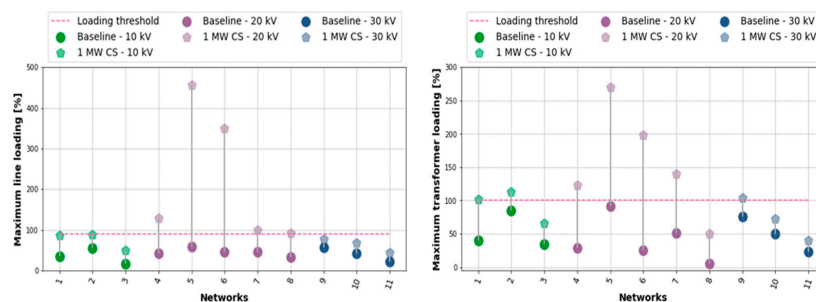 Loading threshold
Baseline - 10 kV
1 MW CS - 10 kV
Baseline - 20 kV
1 MW CS - 20 kV
Baseline - 30 kV
1 MW CS - 30 kV
Maximum line loading [%]
500
400
300
200
100
0
1 2 3 4 5 6 7 8 9 10 11
Networks
Loading threshold
Baseline - 10 kV
1 MW CS - 10 kV
Baseline - 20 kV
1 MW CS - 20 kV
Baseline - 30 kV
1 MW CS - 30 kV
Maximum transformer loading [%]
300
250
200
150
100
50
0
1 2 3 4 5 6 7 8 9 10 11
Networks